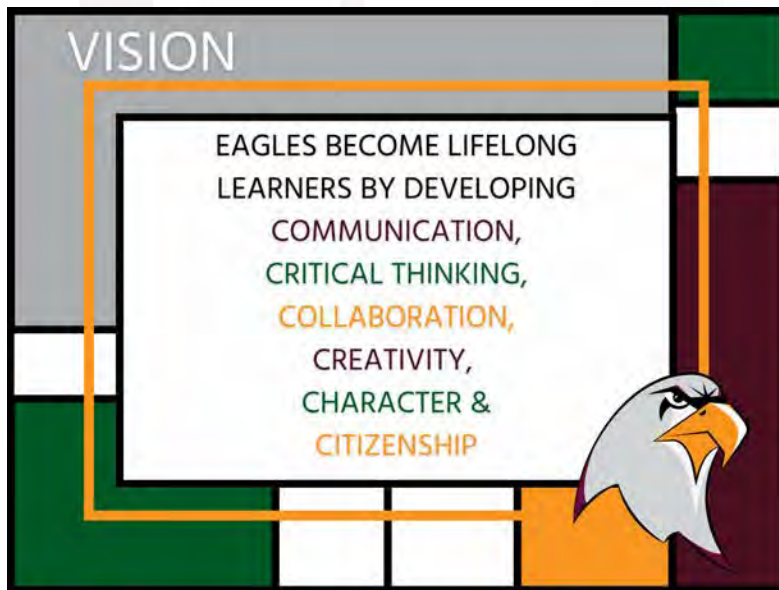 VISION
EAGLES BECOME LIFELONG
LEARNERS BY DEVELOPING
COMMUNICATION,
CRITICAL THINKING,
COLLABORATION,
CREATIVITY,
CHARACTER &
CITIZENSHIP